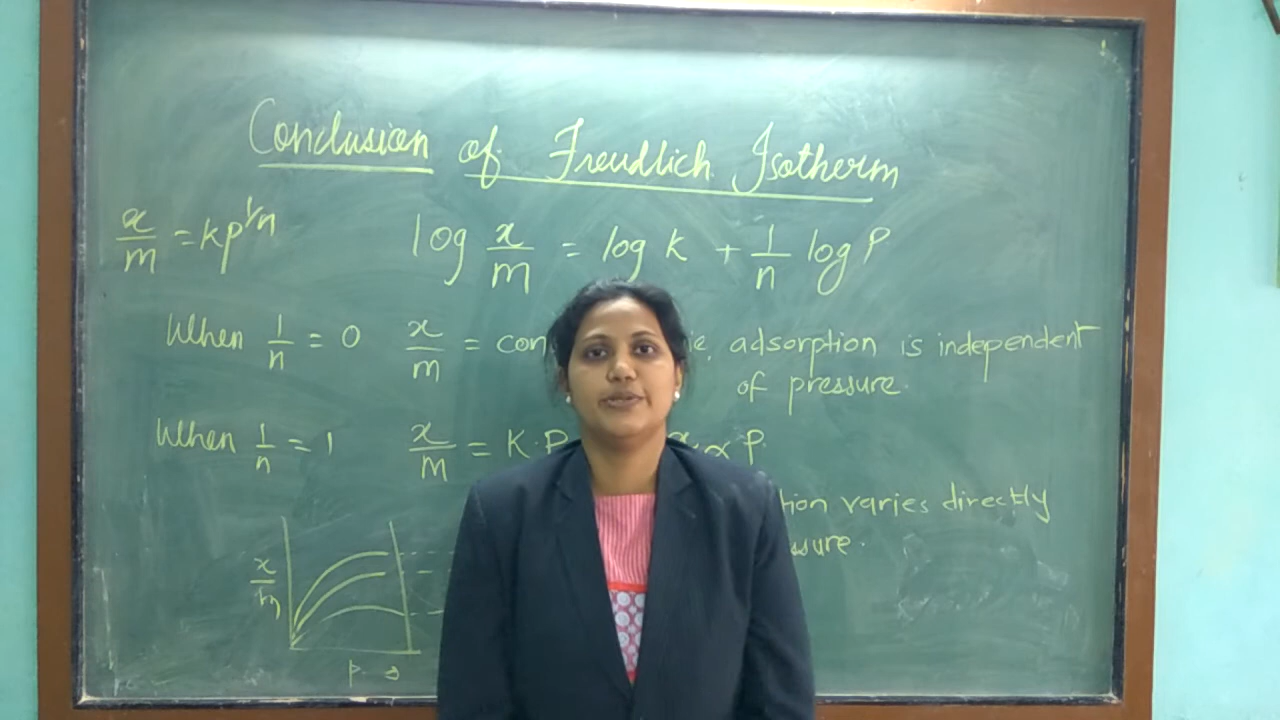 Conclusion of Freudlich Isotherm
x/m = kp^1/n log x/m = log k + 1/n log P
When 1/n = 0 x/m = con ie, adsorption is independent
of pressure.
When 1/n = 1 x/m = K.P x ∝ P.
tion varies directly
ssure.
x/m
P →